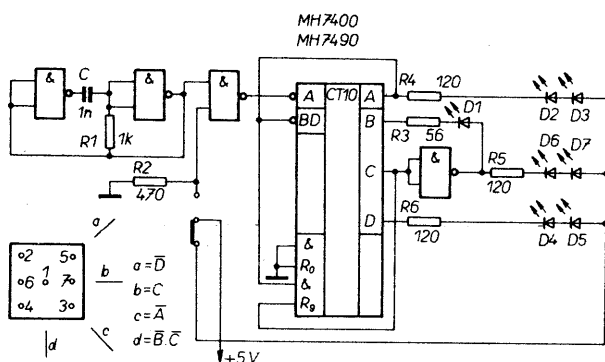 MH7400
MH7490
&
&
&
C
1n
R1
1k
R2
470
A
BD
CT10
A
B
C
D
&
R₀
&
R₉
R4
120
R3
56
D1
&
R5
120
R6
120
D2 D3
D6 D7
D4 D5
a
b
c
d
2 5
1
6 7
4 3
a = D̅
b = C
c = A̅
d = B̅.C̅
+5V